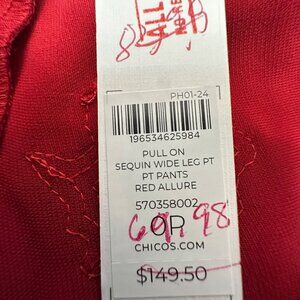 PH01-24
196534625984
PULL ON
SEQUIN WIDE LEG PT
PT PANTS
RED ALLURE
570358002
0P
69.98
CHICOS.COM
$149.50